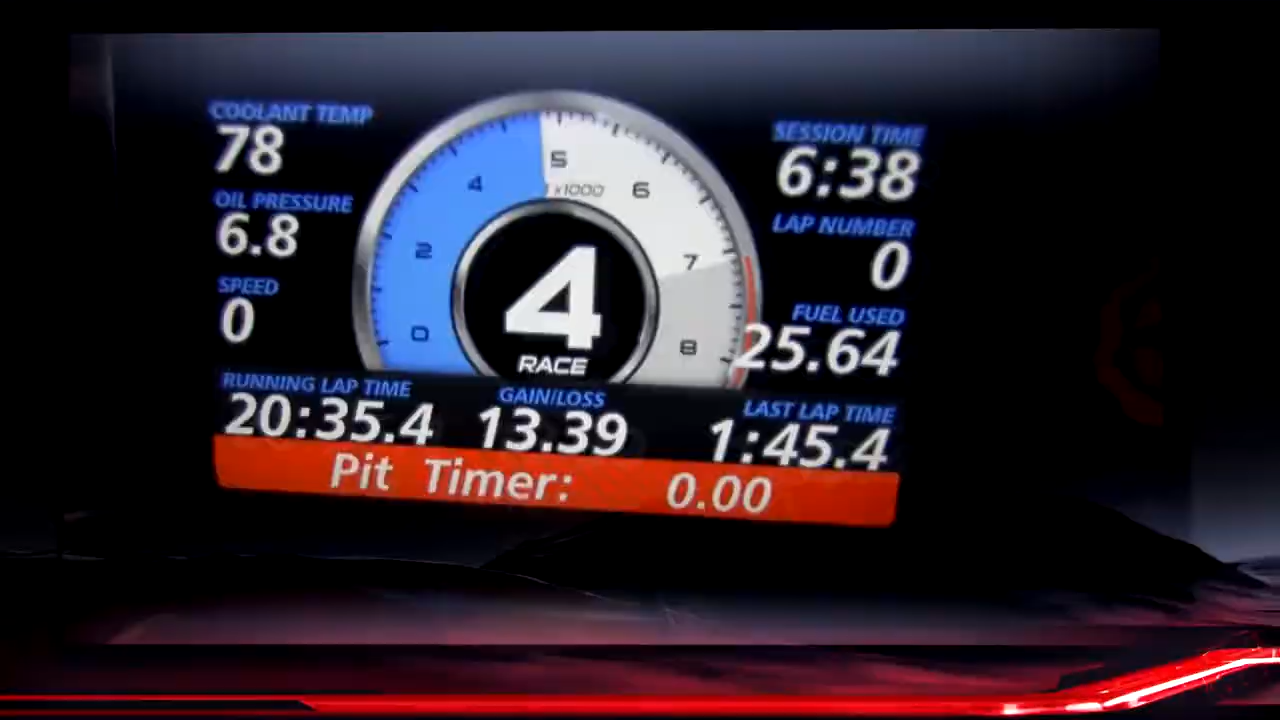 COOLANT TEMP
78
OIL PRESSURE
6.8
SPEED
0
0
2
4
5
6
7
8
x1000
4
RACE
SESSION TIME
6:38
LAP NUMBER
0
FUEL USED
25.64
RUNNING LAP TIME
20:35.4
GAIN/LOSS
13.39
LAST LAP TIME
1:45.4
Pit Timer: 0.00